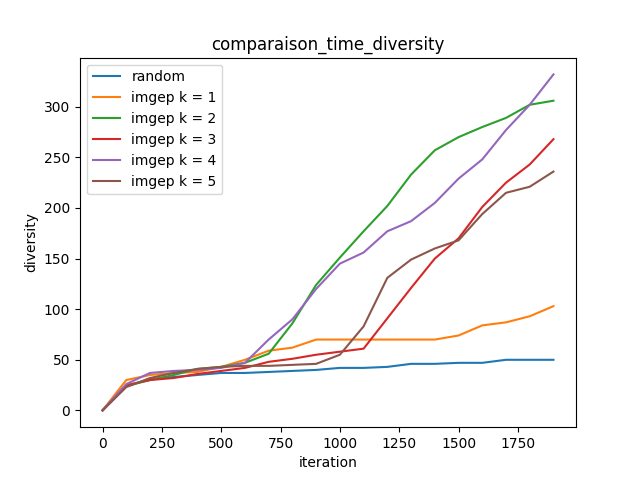 comparaison_time_diversity
random
imgep k = 1
imgep k = 2
imgep k = 3
imgep k = 4
imgep k = 5
diversity
300
250
200
150
100
50
0
0 250 500 750 1000 1250 1500 1750
iteration